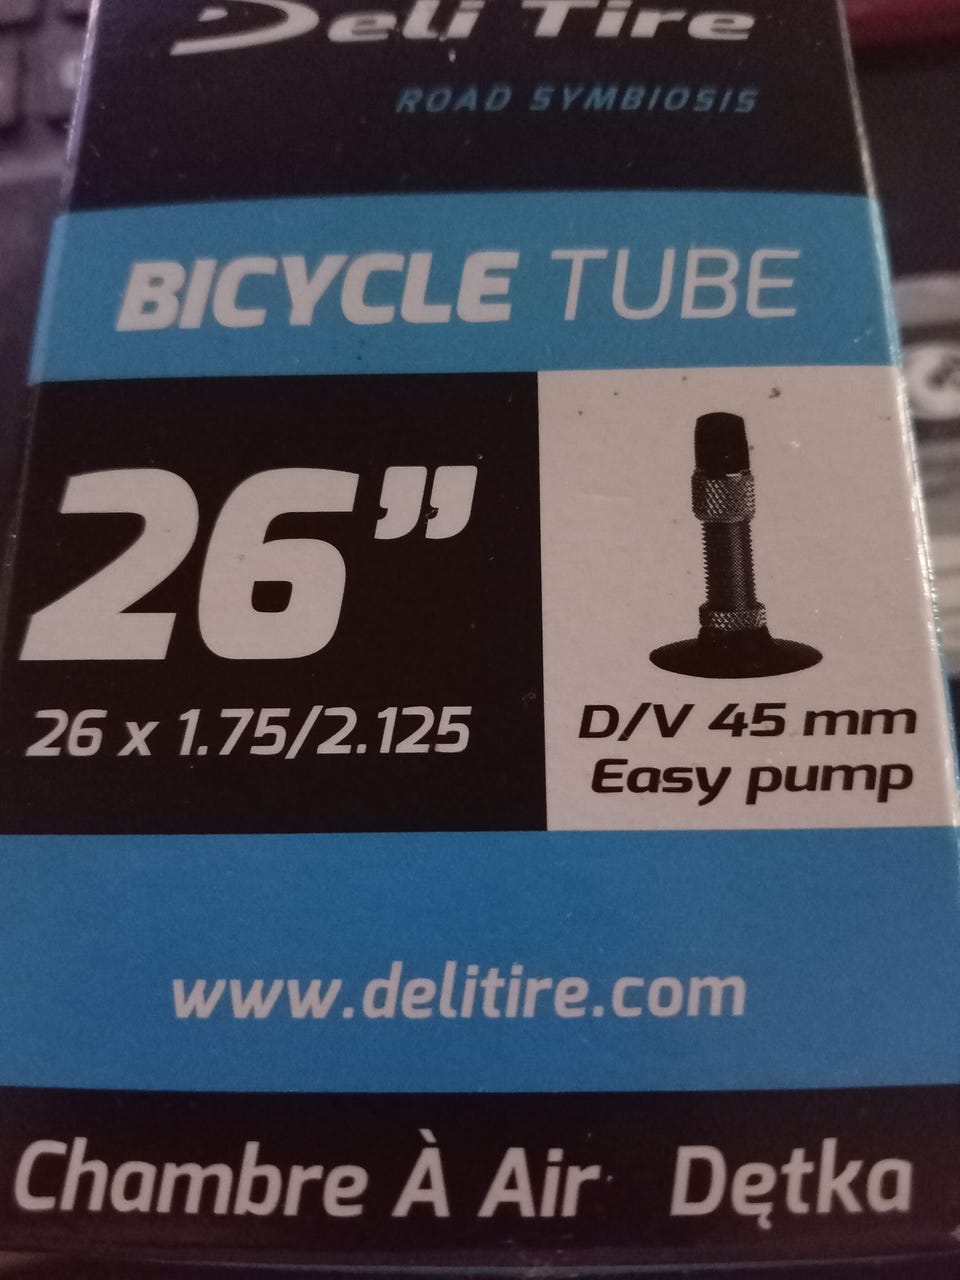 Deli Tire
ROAD SYMBIOSIS
BICYCLE TUBE
26”
26 x 1.75/2.125
D/V 45 mm
Easy pump
www.delitire.com
Chambre À Air Dętka